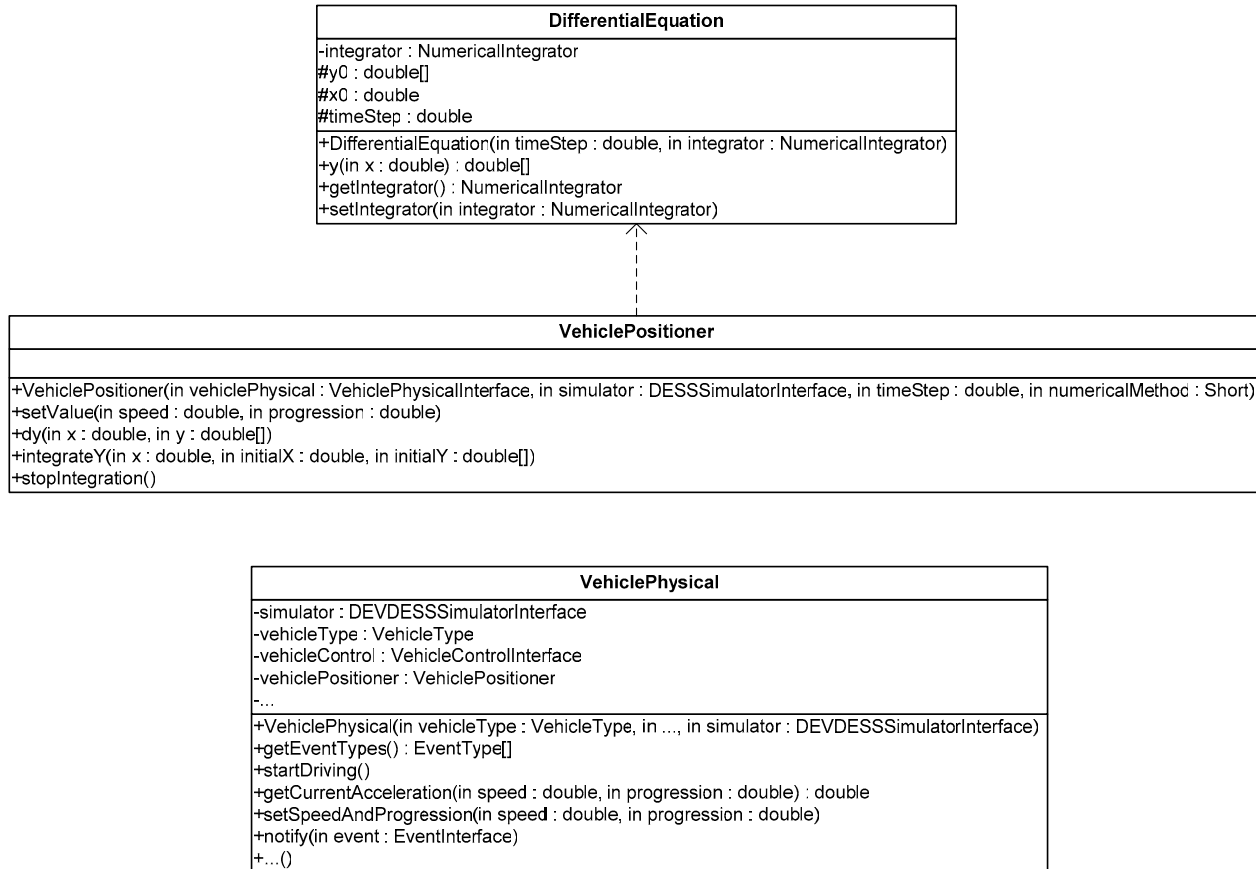 DifferentialEquation
-integrator : NumericalIntegrator
#y0 : double[]
#x0 : double
#timeStep : double
+DifferentialEquation(in timeStep : double, in integrator : NumericalIntegrator)
+y(in x : double) : double[]
+getIntegrator() : NumericalIntegrator
+setIntegrator(in integrator : NumericalIntegrator)
VehiclePositioner
+VehiclePositioner(in vehiclePhysical : VehiclePhysicalInterface, in simulator : DESSSimulatorInterface, in timeStep : double, in numericalMethod : Short)
+setValue(in speed : double, in progression : double)
+dy(in x : double, in y : double[])
+integrateY(in x : double, in initialX : double, in initialY : double[])
+stopIntegration()
VehiclePhysical
-simulator : DEVDESSSimulatorInterface
-vehicleType : VehicleType
-vehicleControl : VehicleControlInterface
-vehiclePositioner : VehiclePositioner
-...
+VehiclePhysical(in vehicleType : VehicleType, in ..., in simulator : DEVDESSSimulatorInterface)
+getEventTypes() : EventType[]
+startDriving()
+getCurrentAcceleration(in speed : double, in progression : double) : double
+setSpeedAndProgression(in speed : double, in progression : double)
+notify(in event : EventInterface)
+...()